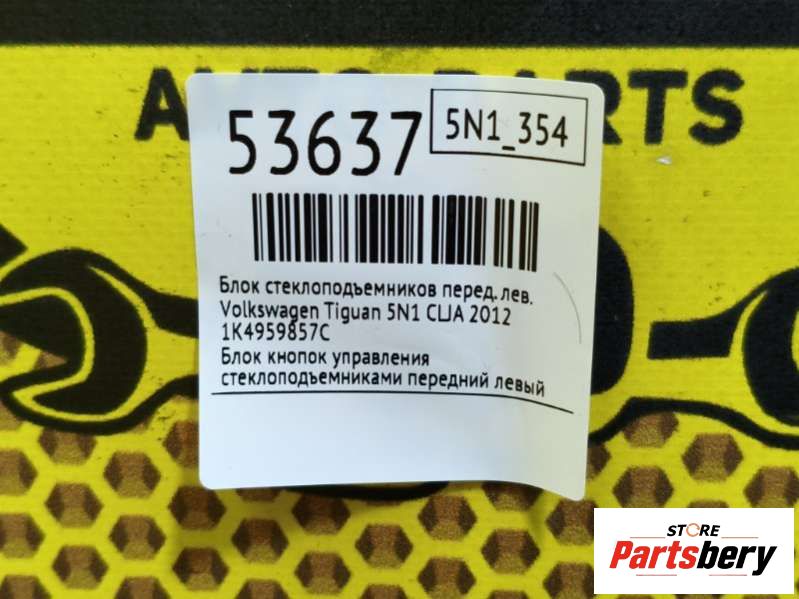 AUTO PARTS
53637
5N1_354
Блок стеклоподъемников перед. лев.
Volkswagen Tiguan 5N1 CLJA 2012
1K4959857C
Блок кнопок управления
стеклоподъемниками передний левый
STORE
Partsbery